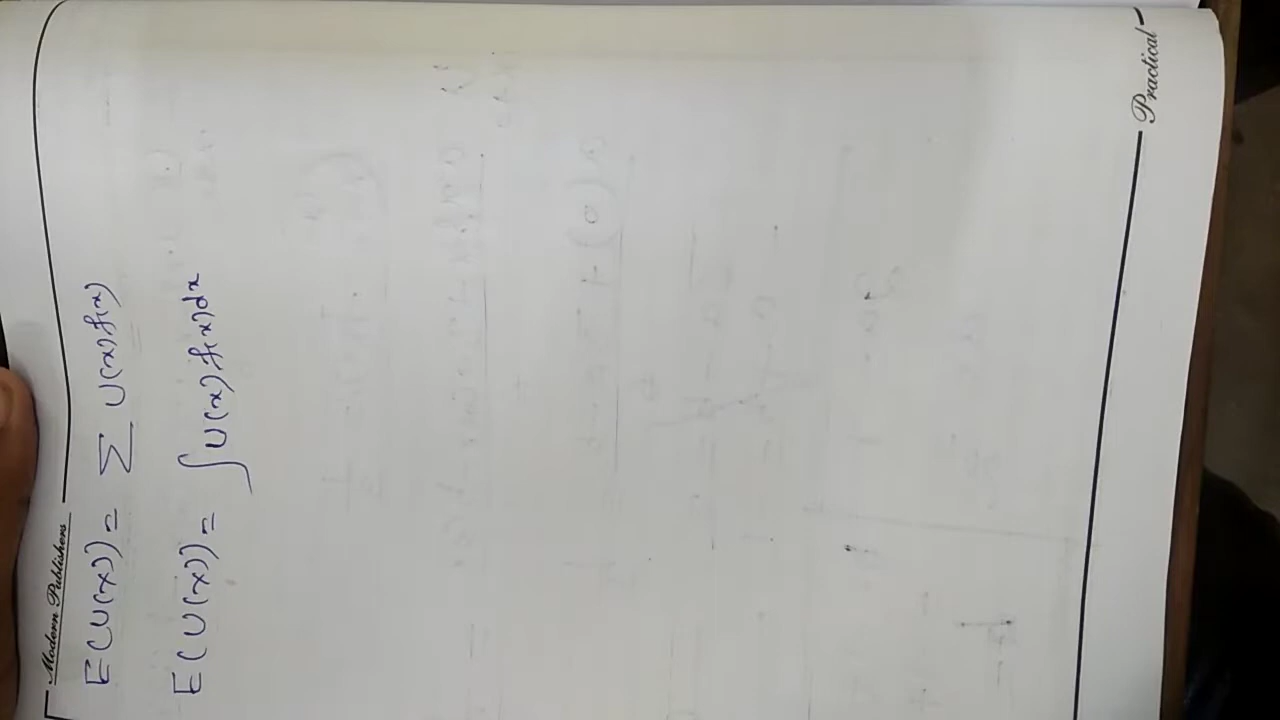 Modern Publishers
E(U(x)) = ∑ U(x) f(x)
E(U(x)) = ∫ U(x) f(x) dx
Practical